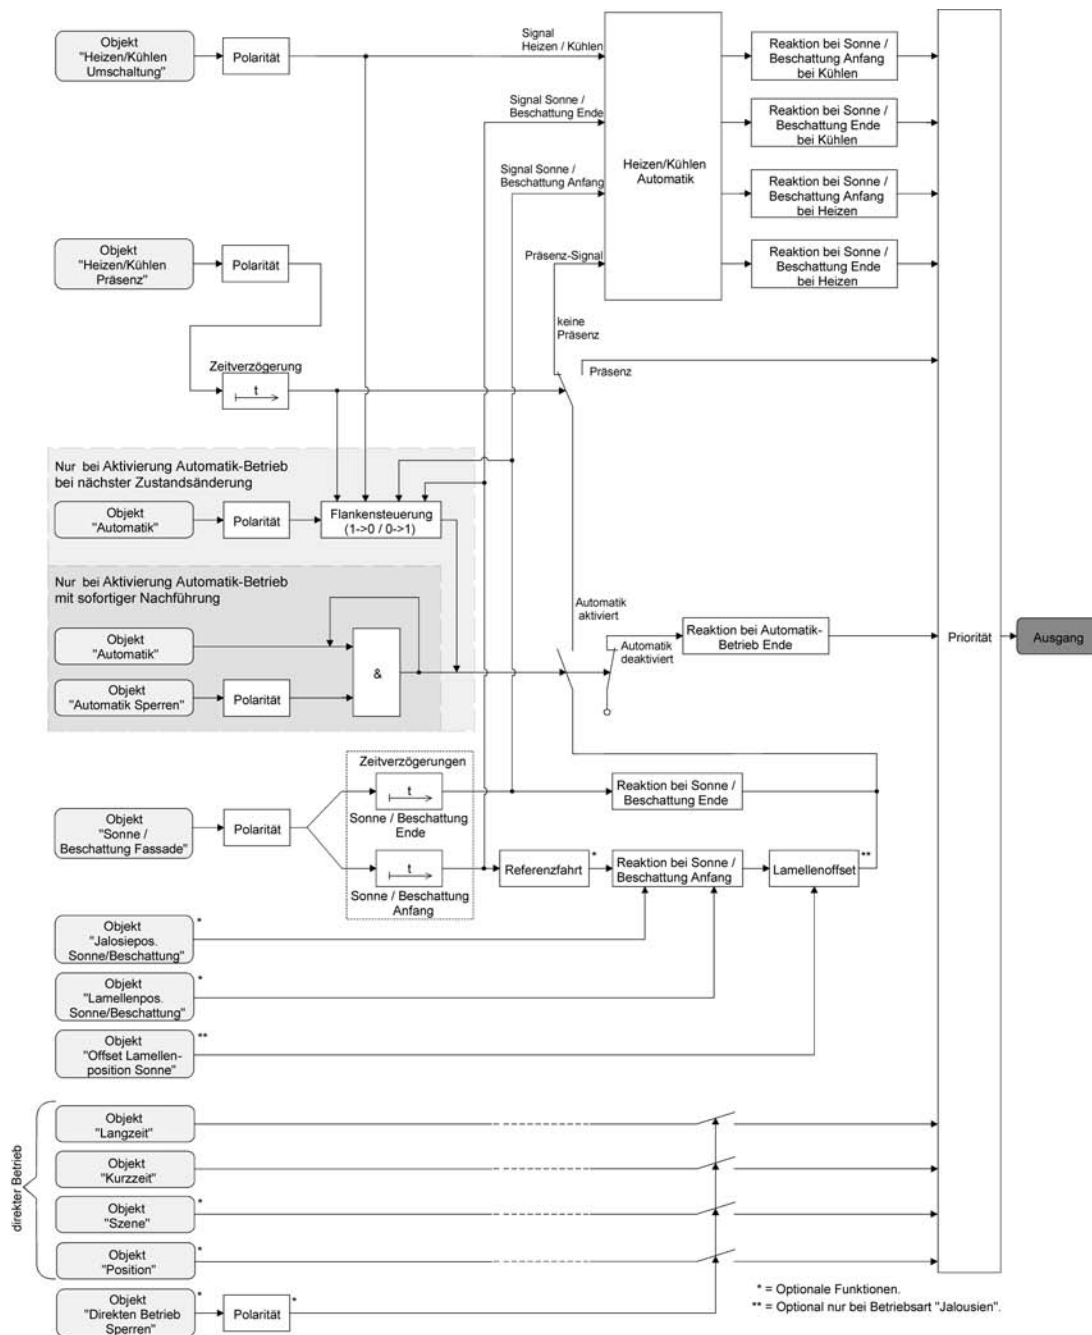 Objekt
"Heizen/Kühlen
Umschaltung"
Polarität
Signal
Heizen / Kühlen
Reaktion bei Sonne /
Beschattung Anfang
bei Kühlen
Signal Sonne /
Beschattung Ende
Reaktion bei Sonne /
Beschattung Ende
bei Kühlen
Heizen/Kühlen
Automatik
Signal Sonne /
Beschattung Anfang
Reaktion bei Sonne /
Beschattung Anfang
bei Heizen
Objekt
"Heizen/Kühlen
Präsenz"
Polarität
Präsenz-Signal
Reaktion bei Sonne /
Beschattung Ende
bei Heizen
keine
Präsenz
Präsenz
Zeitverzögerung
t
Nur bei Aktivierung Automatik-Betrieb
bei nächster Zustandsänderung
Objekt
"Automatik"
Polarität
Flankensteuerung
(1->0 / 0->1)
Nur bei Aktivierung Automatik-Betrieb
mit sofortiger Nachführung
Objekt
"Automatik"
Objekt
"Automatik Sperren"
Polarität
&
Automatik
aktiviert
Automatik
deaktiviert
Reaktion bei Automatik-
Betrieb Ende
Priorität
Ausgang
Zeitverzögerungen
t
Sonne / Beschattung
Ende
Reaktion bei Sonne /
Beschattung Ende
Objekt
"Sonne /
Beschattung Fassade"
Polarität
t
Sonne / Beschattung
Anfang
Referenzfahrt
*
Reaktion bei Sonne /
Beschattung Anfang
Lamellenoffset
**
Objekt
"Jalosiepos.
Sonne/Beschattung"
*
Objekt
"Lamellenpos.
Sonne/Beschattung"
*
Objekt
"Offset Lamellen-
position Sonne"
**
direkter Betrieb
Objekt
"Langzeit"
Objekt
"Kurzzeit"
Objekt
"Szene"
*
Objekt
"Position"
*
Objekt
"Direkten Betrieb
Sperren"
*
Polarität
*
* = Optionale Funktionen.
** = Optional nur bei Betriebsart "Jalousien".